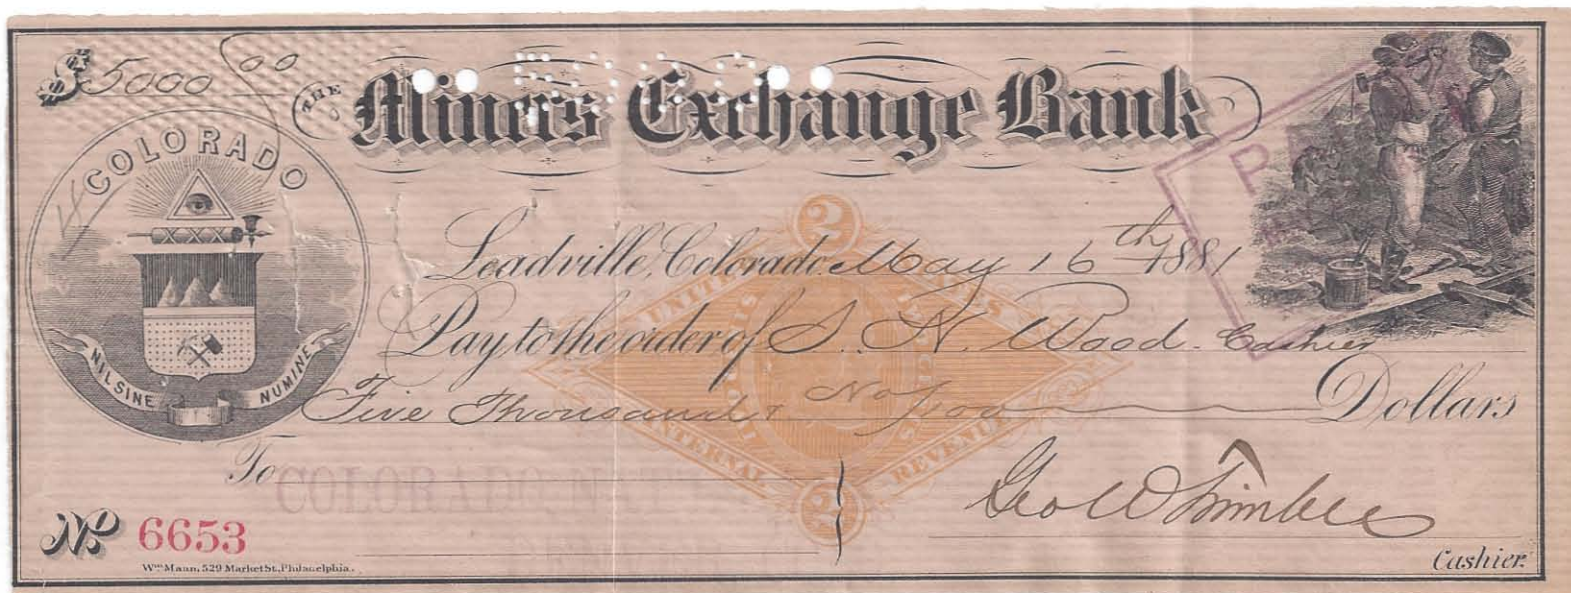 $5000 00
THE Miners Exchange Bank
COLORADO
Leadville, Colorado May 16th 1881
Pay to the order of S. N. Wood. Cashier
Five Thousand & No/100 Dollars
NIL SINE NUMINE
UNITED STATES
INTERNAL REVENUE
2
2
To COLORADO
Geo W Trimble
No 6653
Cashier.
Wm Mann, 529 Market St., Philadelphia.